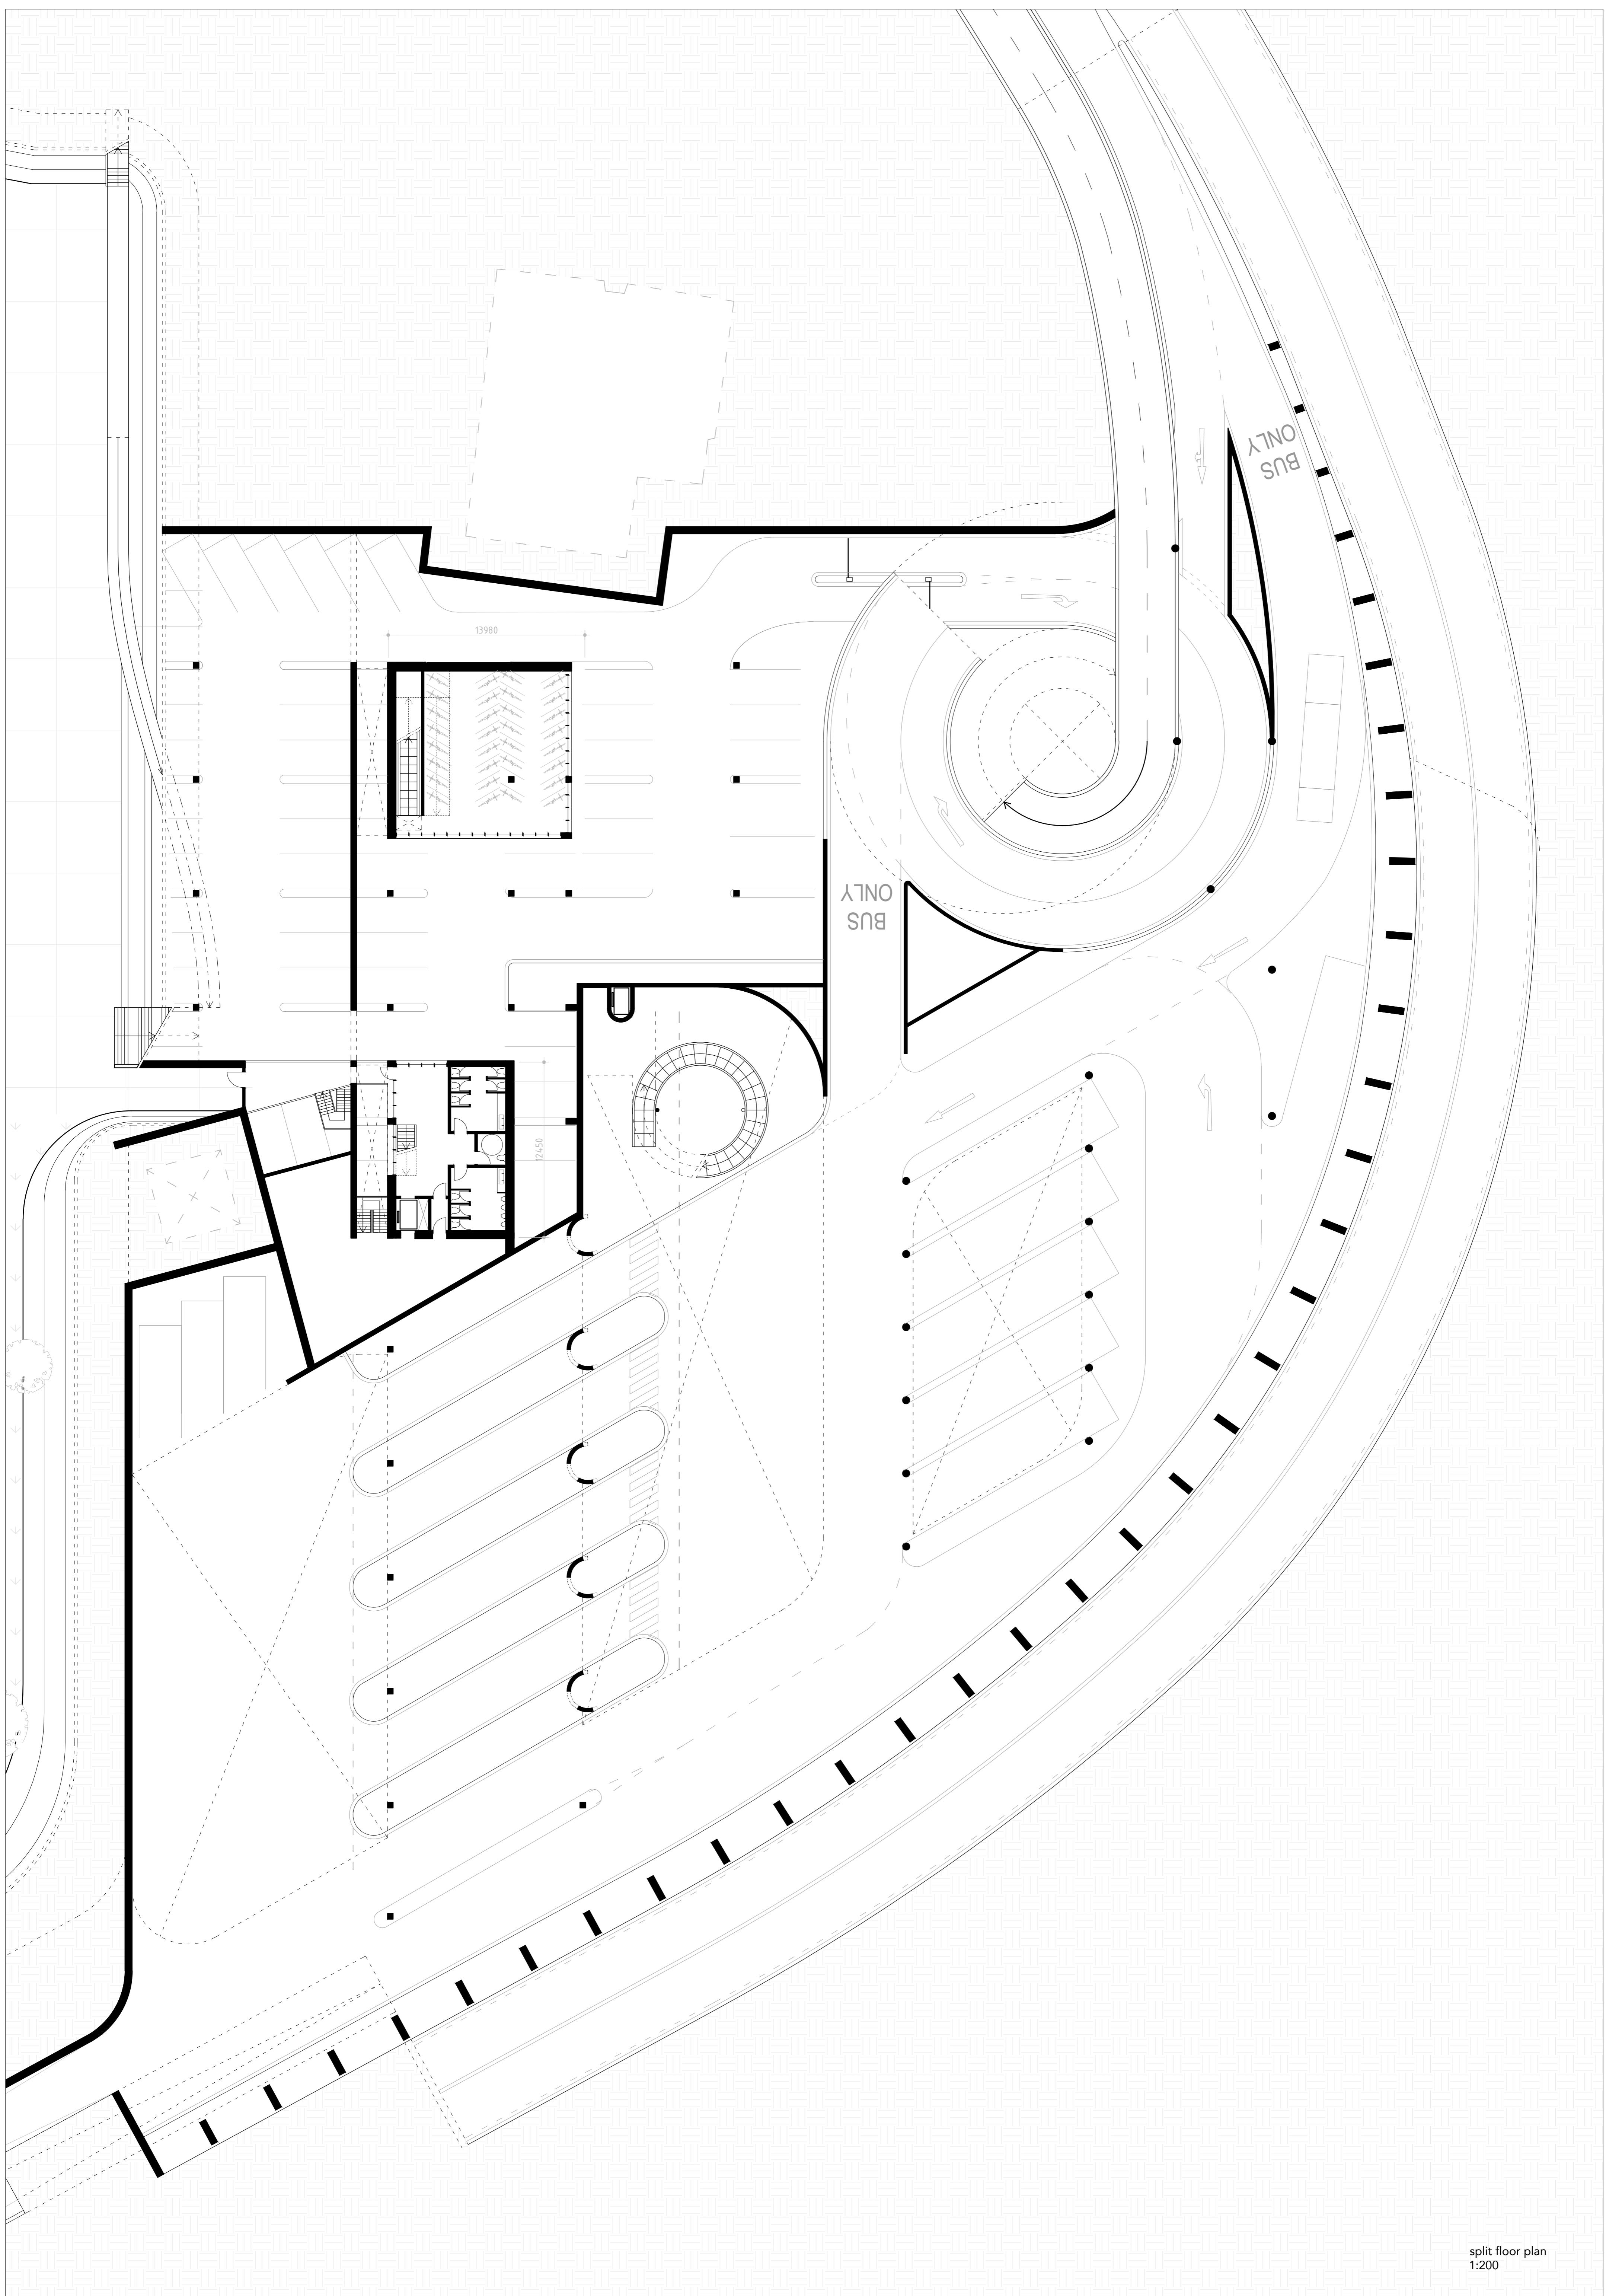 BUS
ONLY
13980
BUS
ONLY
12450
split floor plan
1:200